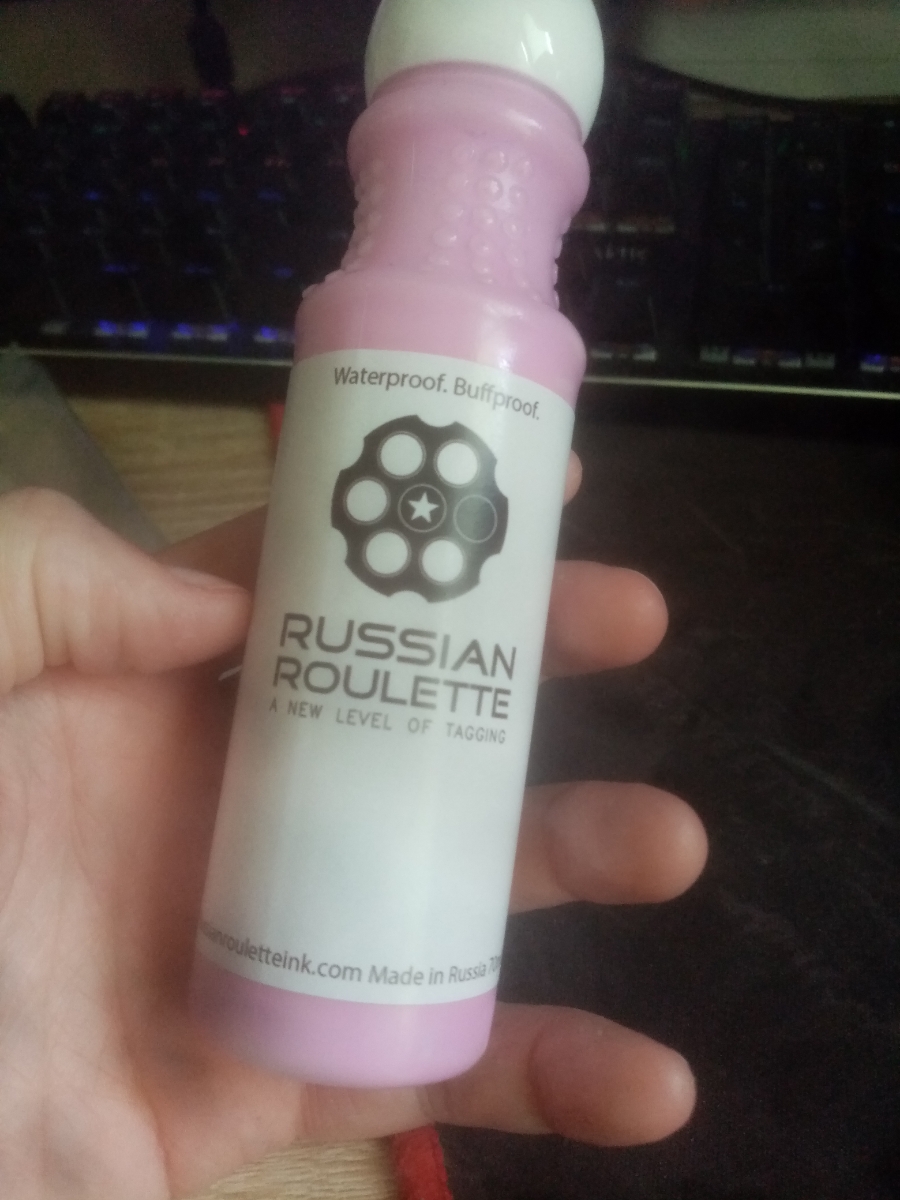 Waterproof. Buffproof.
RUSSIAN
ROULETTE
A NEW LEVEL OF TAGGING
Made in Russia